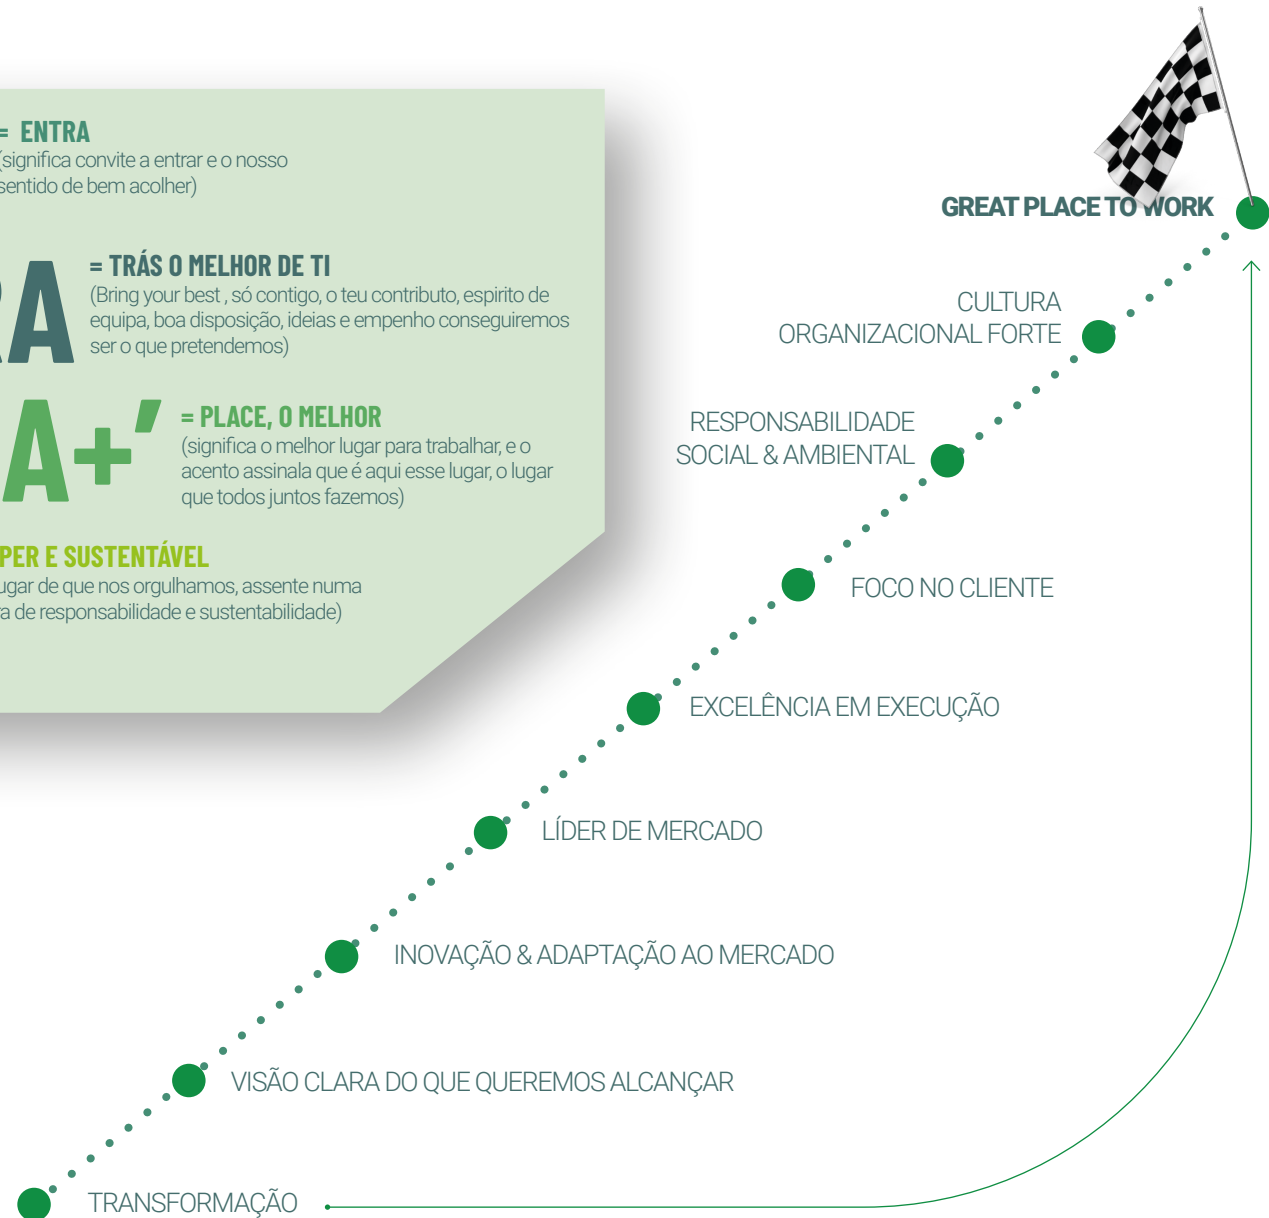 = ENTRA
(significa convite a entrar e o nosso
sentido de bem acolher)
RA
= TRÁS O MELHOR DE TI
(Bring your best , só contigo, o teu contributo, espirito de
equipa, boa disposição, ideias e empenho conseguiremos
ser o que pretendemos)
A+’
= PLACE, O MELHOR
(significa o melhor lugar para trabalhar, e o
acento assinala que é aqui esse lugar, o lugar
que todos juntos fazemos)
PER E SUSTENTÁVEL
ugar de que nos orgulhamos, assente numa
ra de responsabilidade e sustentabilidade)
GREAT PLACE TO WORK
CULTURA
ORGANIZACIONAL FORTE
RESPONSABILIDADE
SOCIAL & AMBIENTAL
FOCO NO CLIENTE
EXCELÊNCIA EM EXECUÇÃO
LÍDER DE MERCADO
INOVAÇÃO & ADAPTAÇÃO AO MERCADO
VISÃO CLARA DO QUE QUEREMOS ALCANÇAR
TRANSFORMAÇÃO